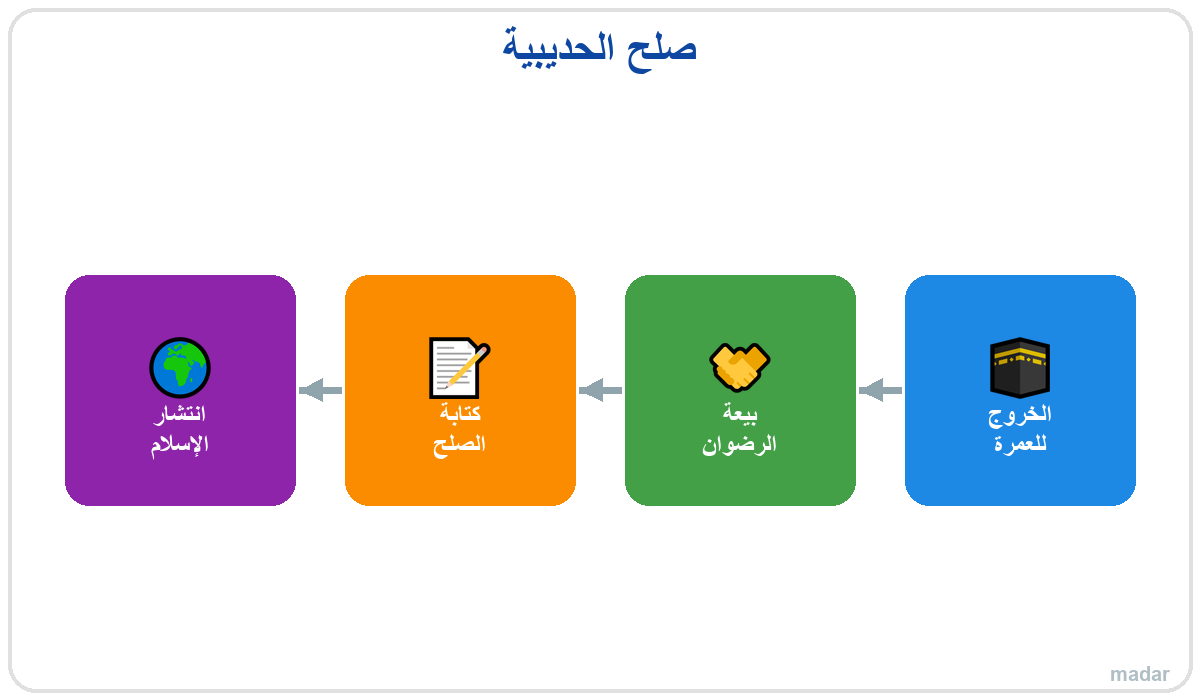 صلح الحديبية
الخروج
للعمرة
بيعة
الرضوان
كتابة
الصلح
انتشار
الإسلام
madar